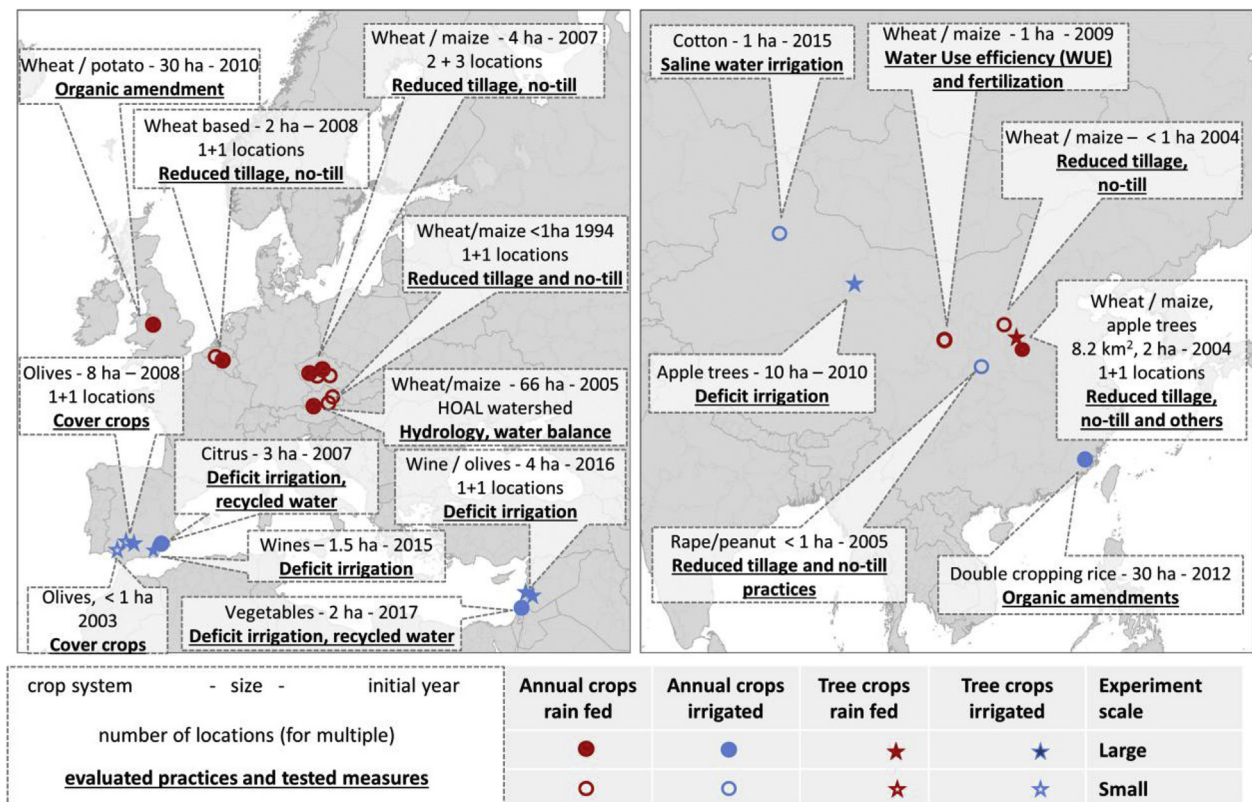 Wheat / potato - 30 ha - 2010
Organic amendment
Wheat based - 2 ha – 2008
1+1 locations
Reduced tillage, no-till
Wheat / maize - 4 ha - 2007
2 + 3 locations
Reduced tillage, no-till
Wheat/maize <1ha 1994
1+1 locations
Reduced tillage and no-till
Olives - 8 ha – 2008
1+1 locations
Cover crops
Wheat/maize - 66 ha - 2005
HOAL watershed
Hydrology, water balance
Citrus - 3 ha - 2007
Deficit irrigation,
recycled water
Wine / olives - 4 ha - 2016
1+1 locations
Deficit irrigation
Wines – 1.5 ha - 2015
Deficit irrigation
Olives, < 1 ha
2003
Cover crops
Vegetables - 2 ha - 2017
Deficit irrigation, recycled water
Cotton - 1 ha - 2015
Saline water irrigation
Wheat / maize - 1 ha - 2009
Water Use efficiency (WUE)
and fertilization
Wheat / maize – < 1 ha 2004
Reduced tillage,
no-till
Apple trees - 10 ha – 2010
Deficit irrigation
Wheat / maize,
apple trees
8.2 km², 2 ha - 2004
1+1 locations
Reduced tillage,
no-till and others
Rape/peanut < 1 ha - 2005
Reduced tillage and no-till
practices
Double cropping rice - 30 ha - 2012
Organic amendments
crop system - size - initial year
number of locations (for multiple)
evaluated practices and tested measures
Annual crops
rain fed
Annual crops
irrigated
Tree crops
rain fed
Tree crops
irrigated
Experiment
scale
Large
Small